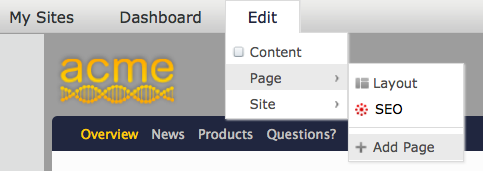 My Sites Dashboard Edit
Content
Page
Site
Layout
SEO
Add Page
acme
Overview News Products Questions?